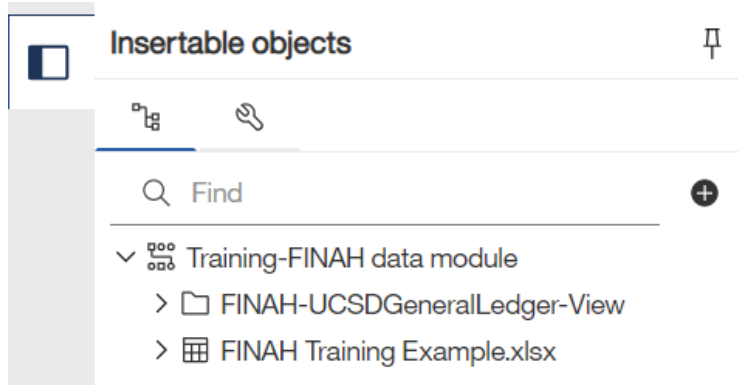 Insertable objects
Find
Training-FINAH data module
FINAH-UCSDGeneralLedger-View
FINAH Training Example.xlsx